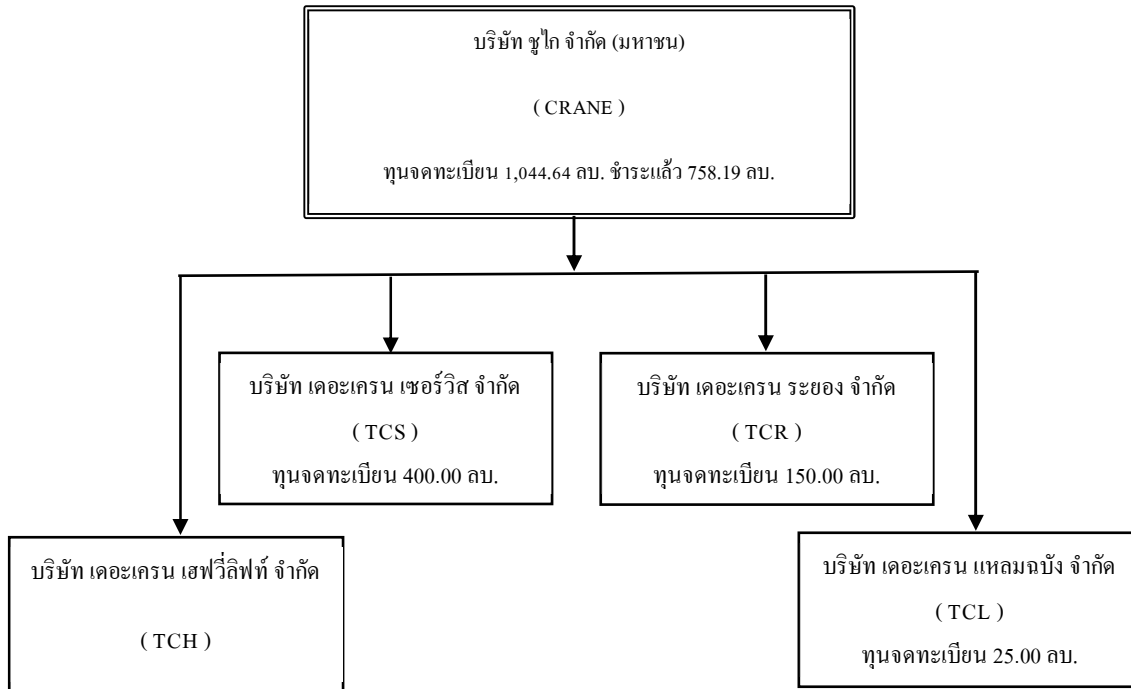 บริษัท ชูไก จำกัด (มหาชน)
( CRANE )
ทุนจดทะเบียน 1,044.64 ลบ. ชำระแล้ว 758.19 ลบ.
บริษัท เดอะเครน เซอร์วิส จำกัด
( TCS )
ทุนจดทะเบียน 400.00 ลบ.
บริษัท เดอะเครน ระยอง จำกัด
( TCR )
ทุนจดทะเบียน 150.00 ลบ.
บริษัท เดอะเครน เฮฟวี่ลิฟท์ จำกัด
( TCH )
บริษัท เดอะเครน แหลมฉบัง จำกัด
( TCL )
ทุนจดทะเบียน 25.00 ลบ.